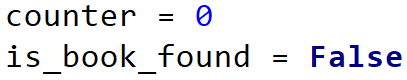 counter = 0
is_book_found = False